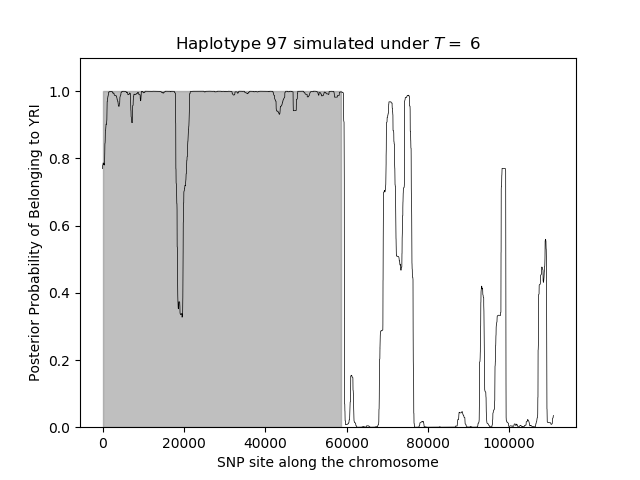 Haplotype 97 simulated under T = 6
Posterior Probability of Belonging to YRI
1.0
0.8
0.6
0.4
0.2
0.0
0 20000 40000 60000 80000 100000
SNP site along the chromosome